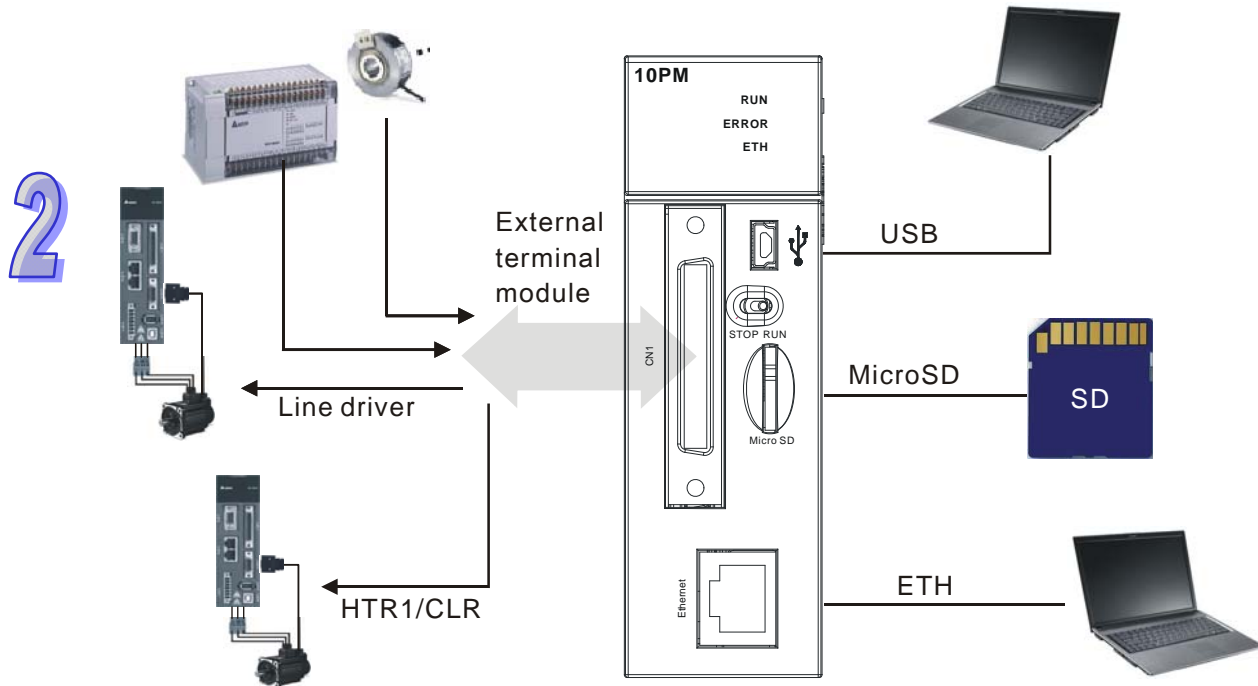 2
10PM
RUN
ERROR
ETH
External
terminal
module
CN1
STOP RUN
Micro SD
Ethernet
Line driver
HTR1/CLR
USB
MicroSD
SD
ETH